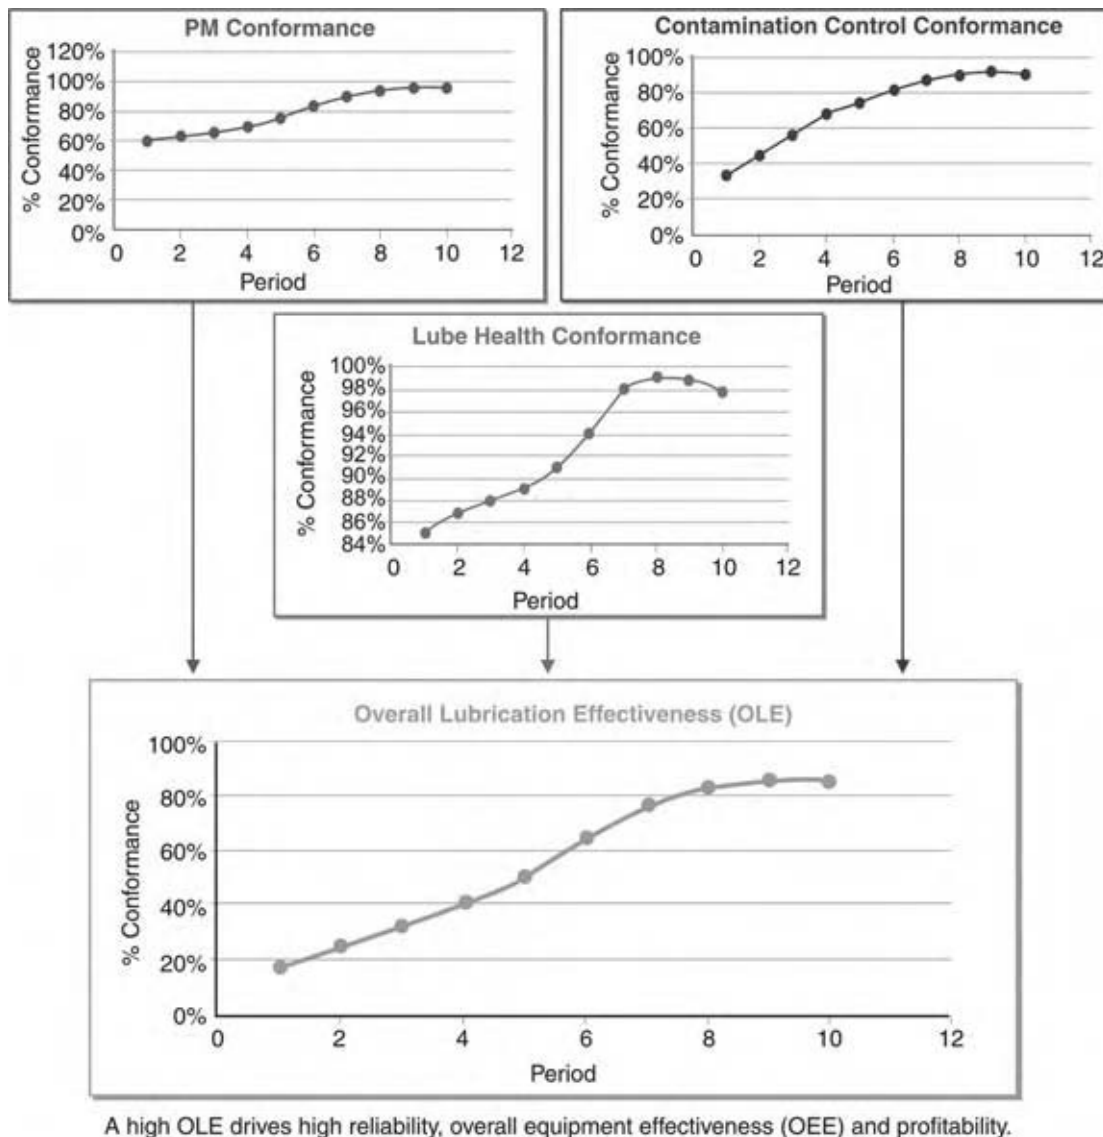 PM Conformance
120%
100%
80%
60%
40%
20%
0%
% Conformance
0 2 4 6 8 10 12
Period
Contamination Control Conformance
100%
80%
60%
40%
20%
0%
% Conformance
0 2 4 6 8 10 12
Period
Lube Health Conformance
100%
98%
96%
94%
92%
90%
88%
86%
84%
% Conformance
0 2 4 6 8 10 12
Period
Overall Lubrication Effectiveness (OLE)
100%
80%
60%
40%
20%
0%
% Conformance
0 2 4 6 8 10 12
Period
A high OLE drives high reliability, overall equipment effectiveness (OEE) and profitability.